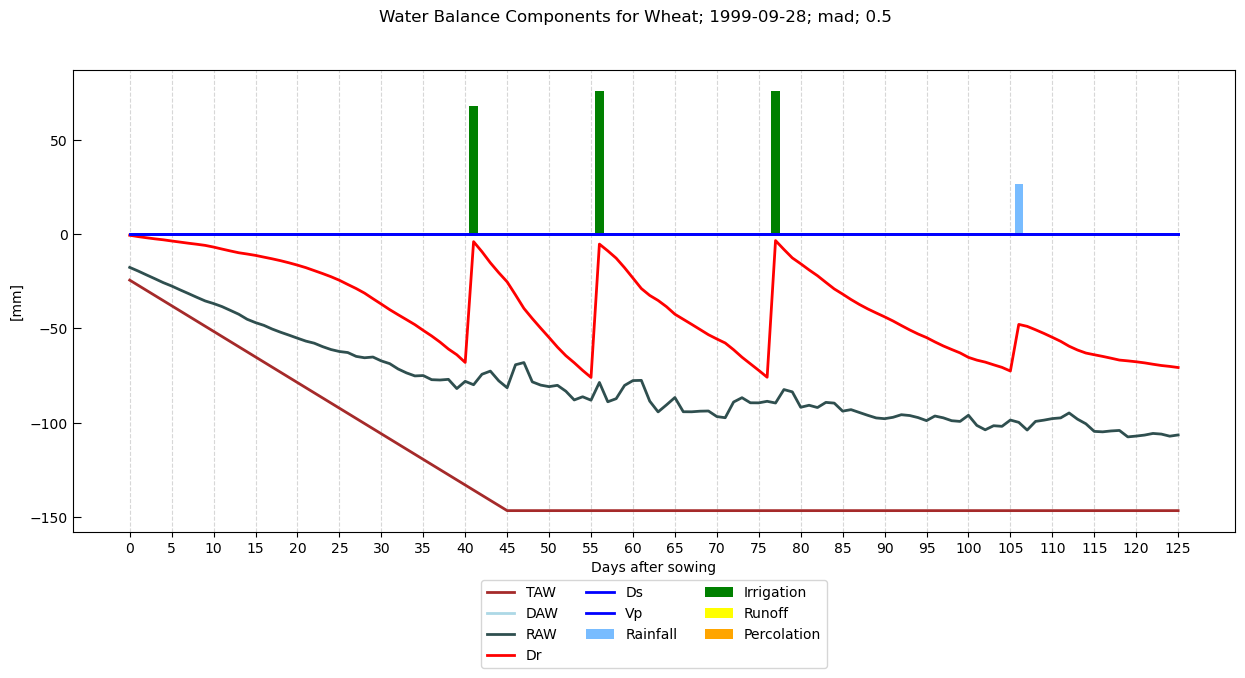 Water Balance Components for Wheat; 1999-09-28; mad; 0.5
[mm]
50
0
−50
−100
−150
0 5 10 15 20 25 30 35 40 45 50 55 60 65 70 75 80 85 90 95 100 105 110 115 120 125
Days after sowing
TAW Ds Irrigation
DAW Vp Runoff
RAW Rainfall Percolation
Dr